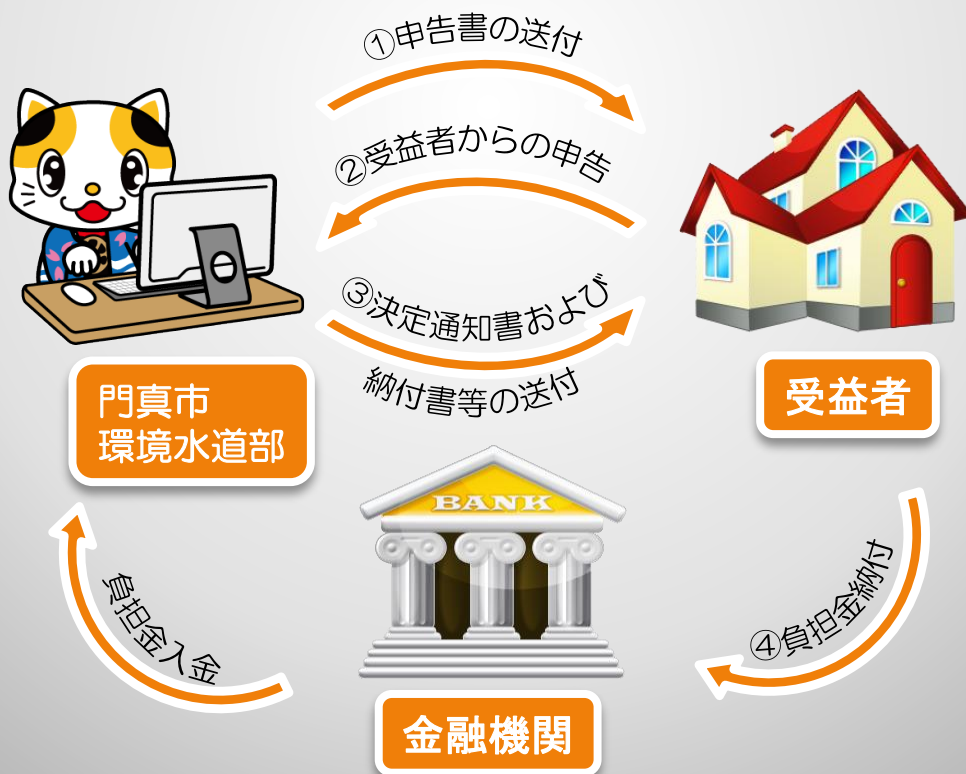 ①申告書の送付
②受益者からの申告
③決定通知書および
納付書等の送付
門真市
環境水道部
受益者
BANK
④負担金納付
負担金入金
金融機関